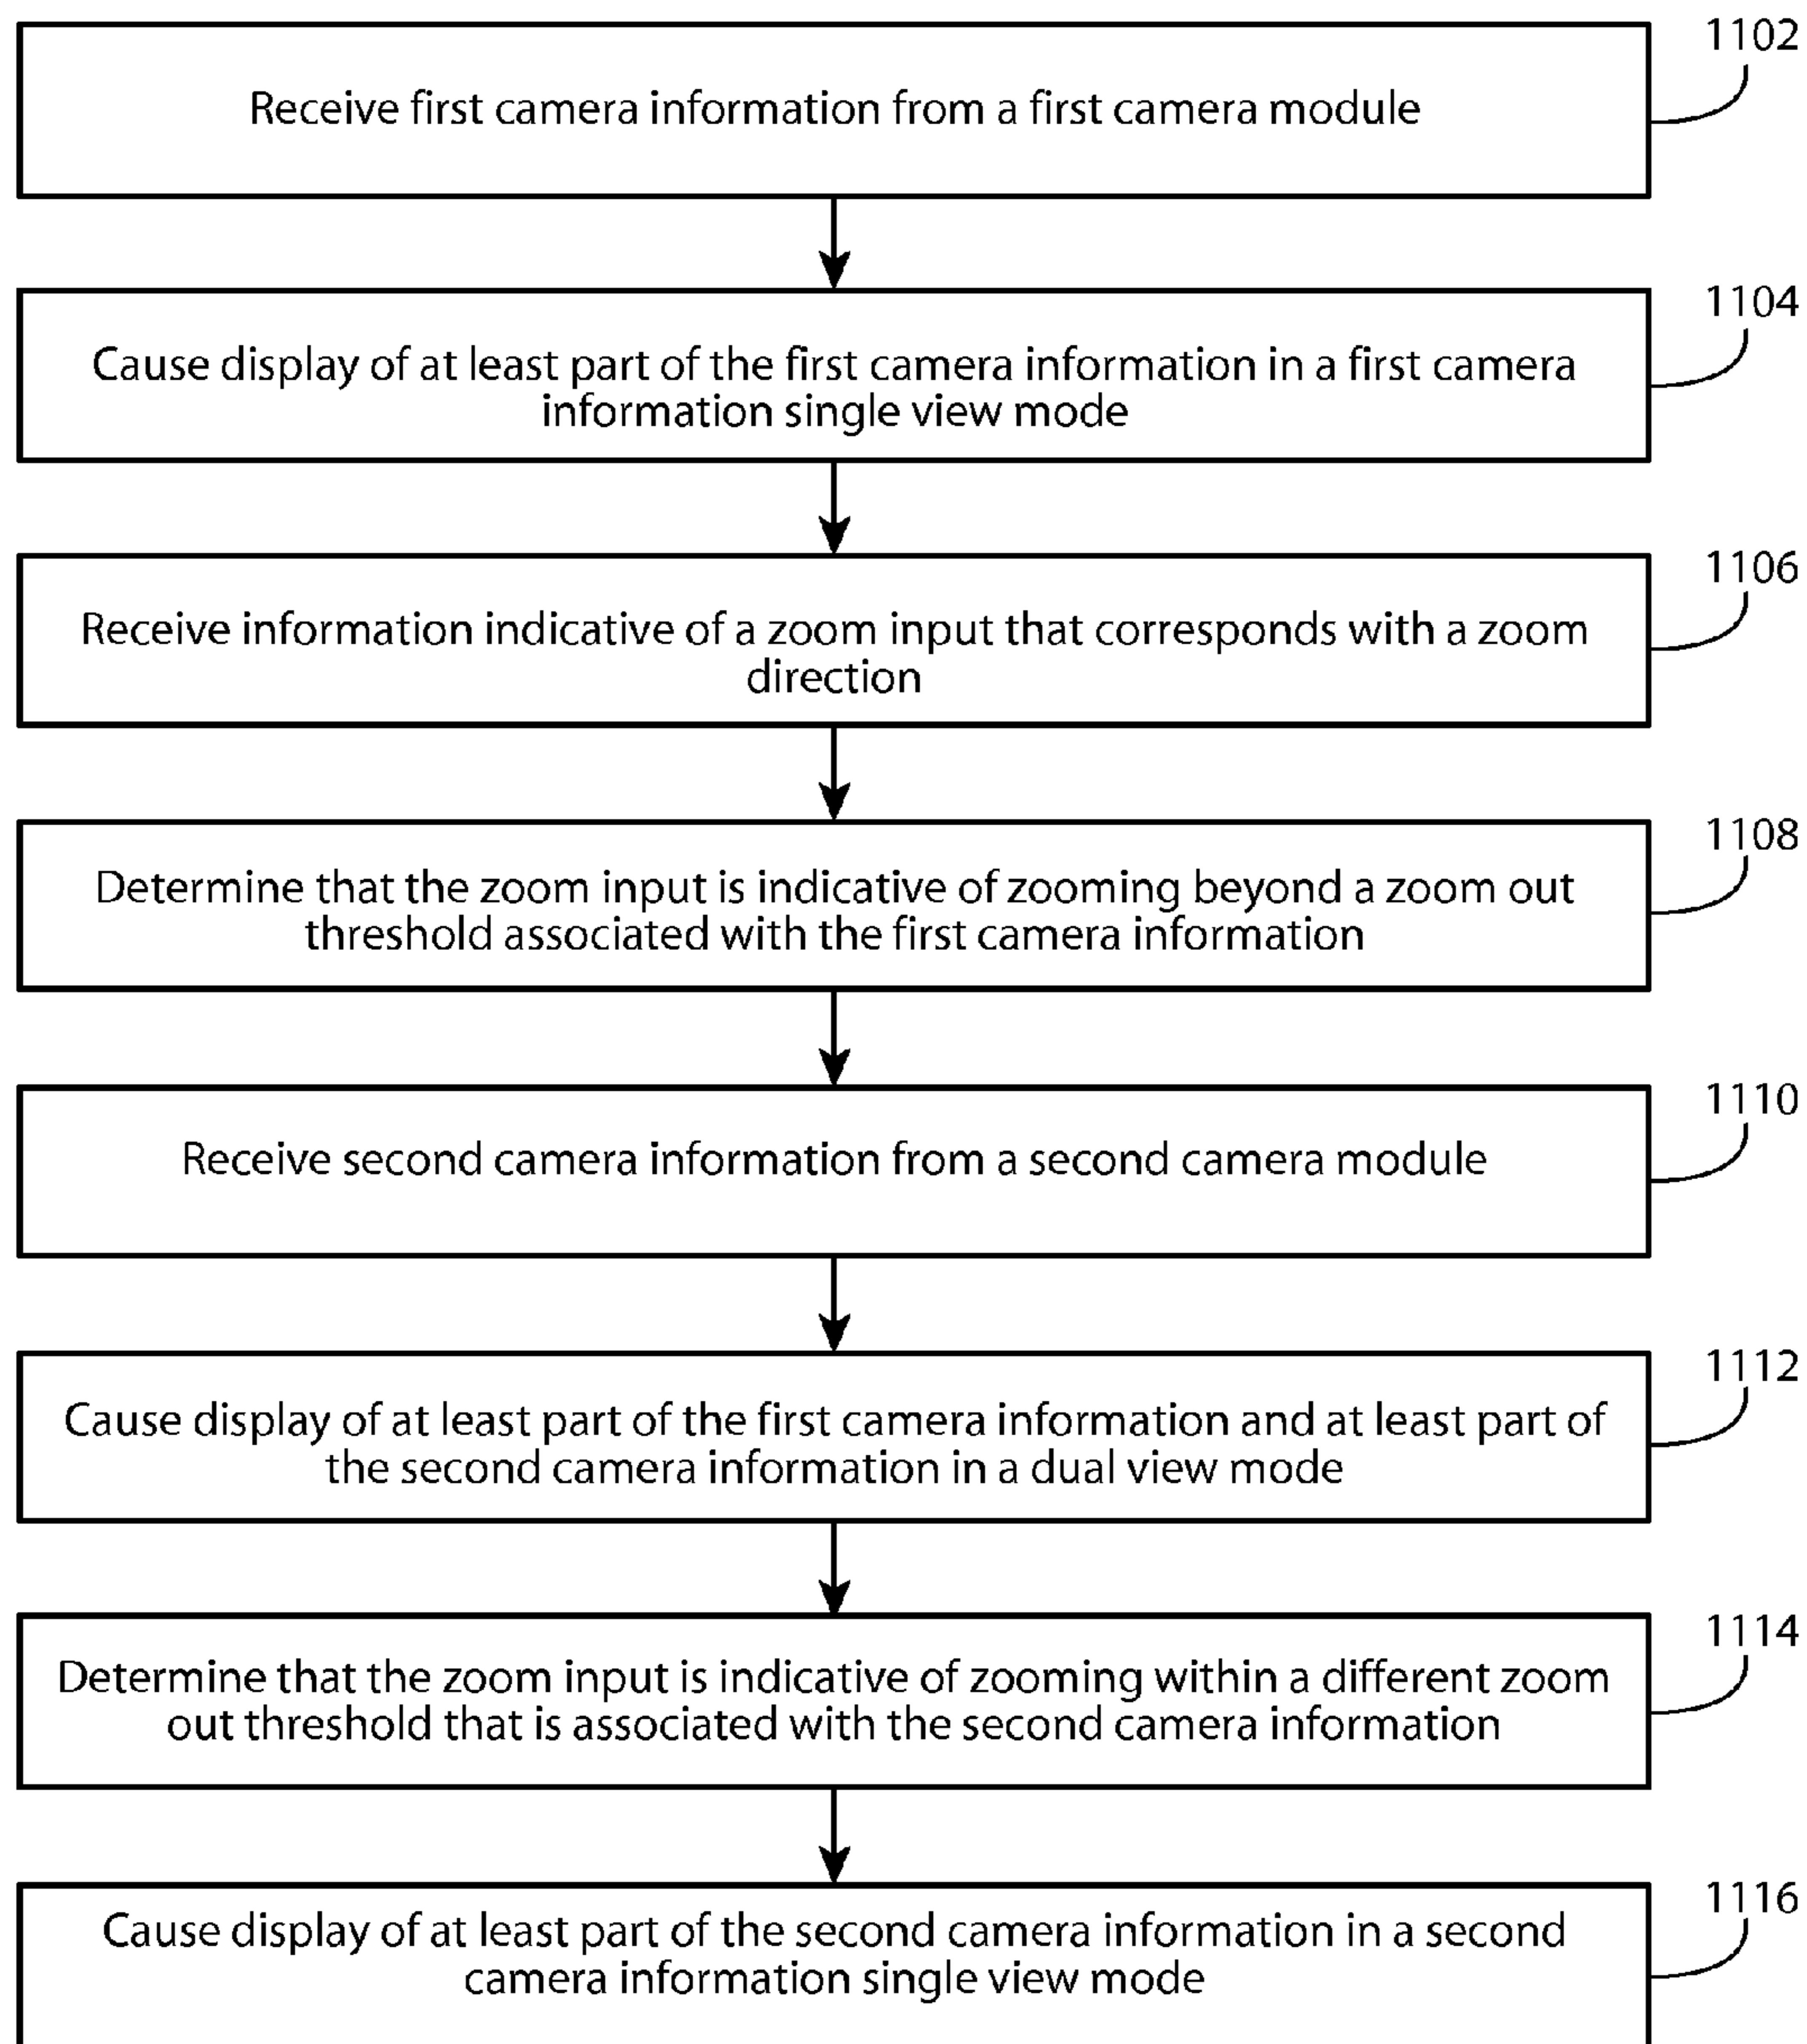 1102
Receive first camera information from a first camera module
1104
Cause display of at least part of the first camera information in a first camera
information single view mode
1106
Receive information indicative of a zoom input that corresponds with a zoom
direction
1108
Determine that the zoom input is indicative of zooming beyond a zoom out
threshold associated with the first camera information
1110
Receive second camera information from a second camera module
1112
Cause display of at least part of the first camera information and at least part of
the second camera information in a dual view mode
1114
Determine that the zoom input is indicative of zooming within a different zoom
out threshold that is associated with the second camera information
1116
Cause display of at least part of the second camera information in a second
camera information single view mode